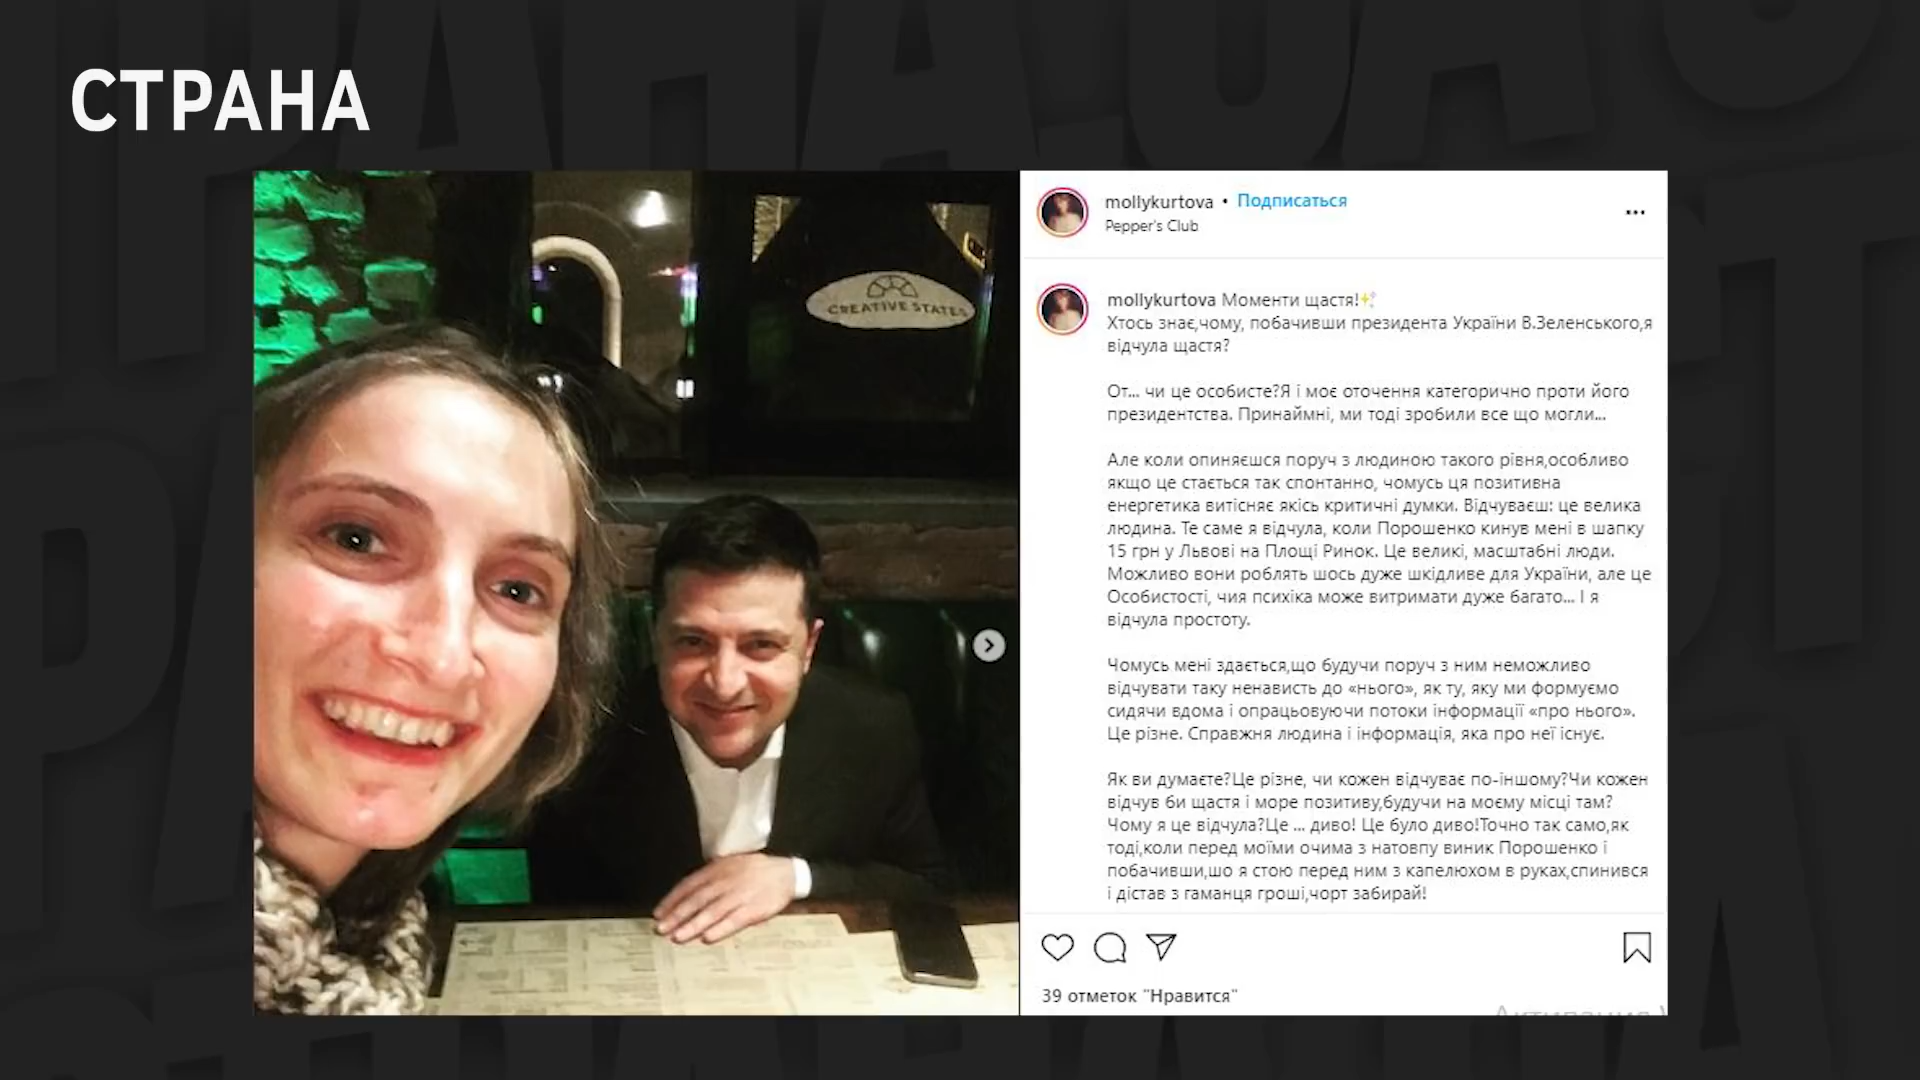 СТРАНА
CREATIVE STATES
mollykurtova • Подписаться
Pepper's Club
mollykurtova Моменти щастя!✨
Хтось знає,чому, побачивши президента України В.Зеленського,я
відчула щастя?
От... чи це особисте?Я і моє оточення категорично проти його
президентства. Принаймні, ми тоді зробили все що могли...
Але коли опиняєшся поруч з людиною такого рівня,особливо
якщо це стається так спонтанно, чомусь ця позитивна
енергетика витісняє якісь критичні думки. Відчуваєш: це велика
людина. Те саме я відчула, коли Порошенко кинув мені в шапку
15 грн у Львові на Площі Ринок. Це великі, масштабні люди.
Можливо вони роблять шось дуже шкідливе для України, але це
Особистості, чия психіка може витримати дуже багато... І я
відчула простоту.
Чомусь мені здається,що будучи поруч з ним неможливо
відчувати таку ненависть до «нього», як ту, яку ми формуємо
сидячи вдома і опрацьовуючи потоки інформації «про нього».
Це різне. Справжня людина і інформація, яка про неї існує.
Як ви думаєте?Це різне, чи кожен відчуває по-іншому?Чи кожен
відчув би щастя і море позитиву,будучи на моєму місці там?
Чому я це відчула?Це ... диво! Це було диво!Точно так само,як
тоді,коли перед моїми очима з натовпу виник Порошенко і
побачивши,шо я стою перед ним з капелюхом в руках,спинився
і дістав з гаманця гроші,чорт забирай!
39 отметок "Нравится"